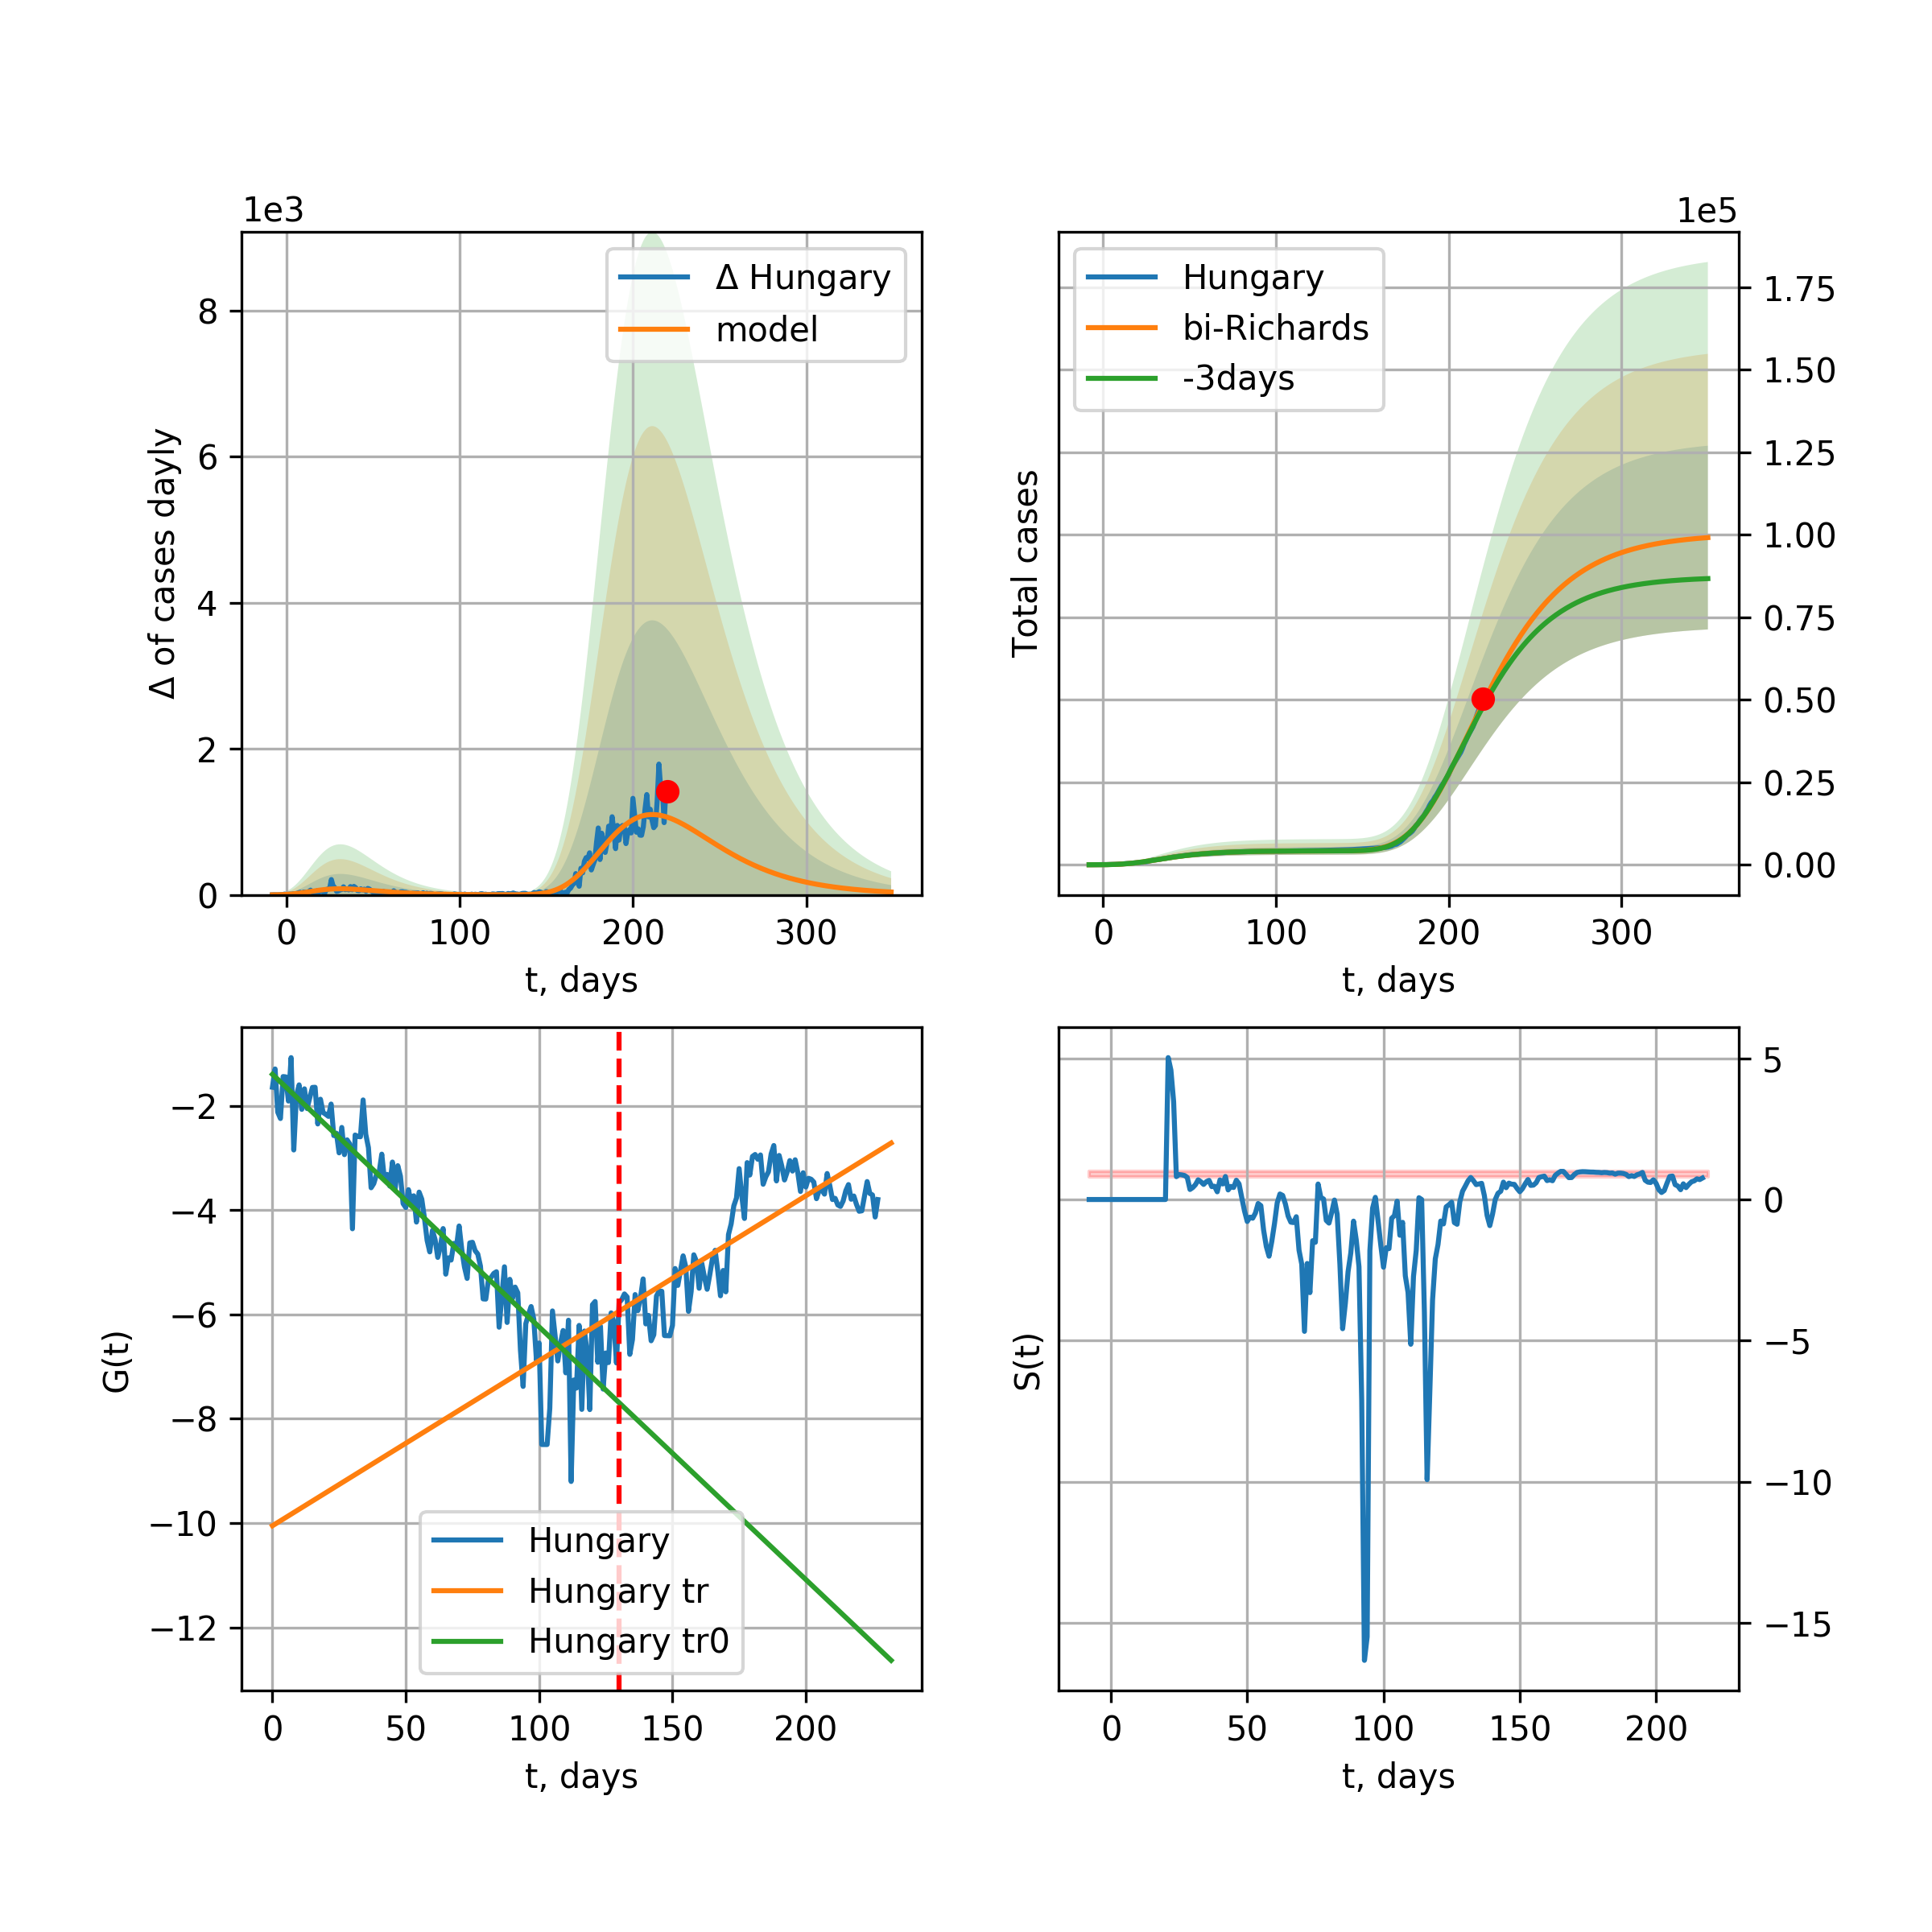 1e3
Δ of cases dayly
8
6
4
2
0
0 100 200 300
t, days
Δ Hungary
model
1e5
Total cases
1.75
1.50
1.25
1.00
0.75
0.50
0.25
0.00
0 100 200 300
t, days
Hungary
bi-Richards
-3days
G(t)
−2
−4
−6
−8
−10
−12
0 50 100 150 200
t, days
Hungary
Hungary tr
Hungary tr0
S(t)
5
0
−5
−10
−15
0 50 100 150 200
t, days